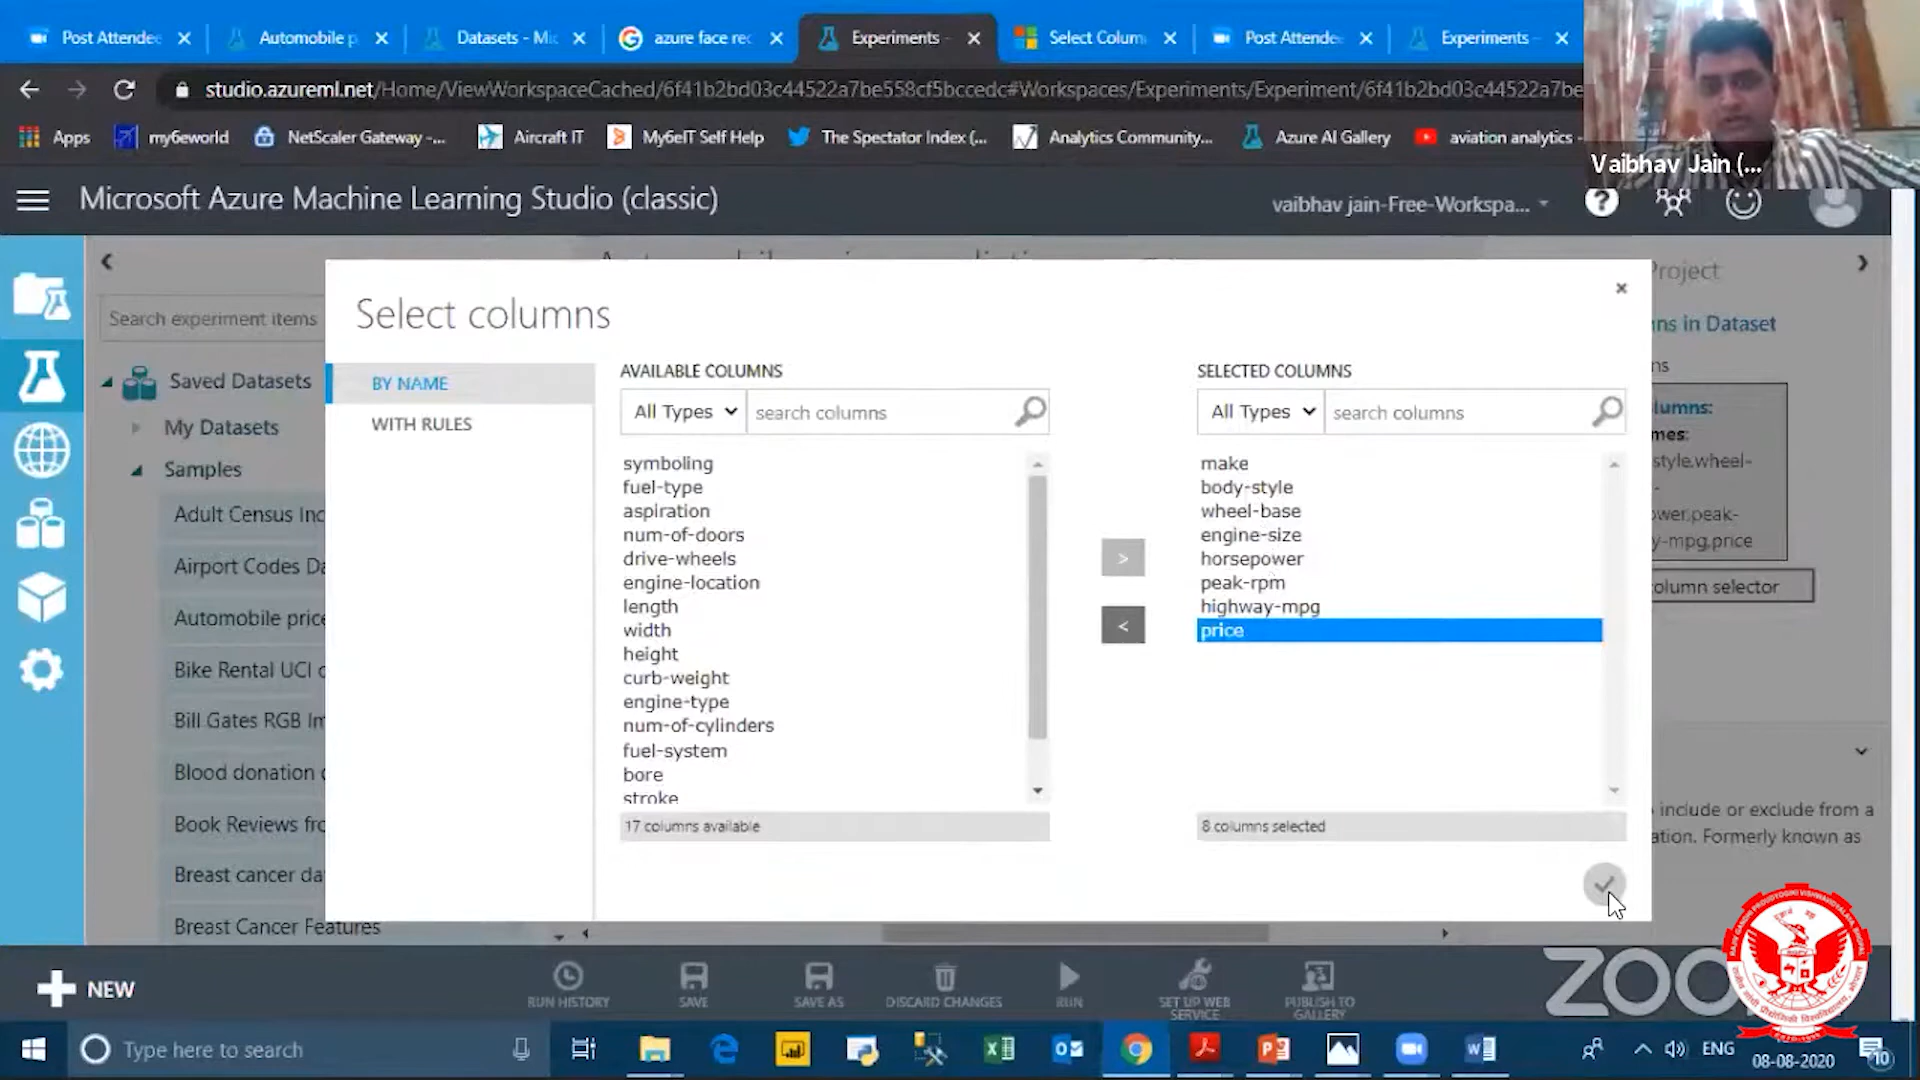 Post Attendee
Automobile p
Datasets - Mic
azure face rec
Experiments -
Select Colum
Post Attende
Experiments -
studio.azureml.net/Home/ViewWorkspaceCached/6f41b2bd03c44522a7be558cf5bccedc#Workspaces/Experiments/Experiment/6f41b2bd03c44522a7be
Apps
my6eworld
NetScaler Gateway -...
Aircraft IT
My6eIT Self Help
The Spectator Index (...
Analytics Community...
Azure AI Gallery
aviation analytics -
Vaibhav Jain (...
Microsoft Azure Machine Learning Studio (classic)
vaibhav jain-Free-Workspa...
?
Project
Search experiment items
Saved Datasets
My Datasets
Samples
Adult Census Inc
Airport Codes Da
Automobile price
Bike Rental UCI
Bill Gates RGB Im
Blood donation
Book Reviews fro
Breast cancer da
Breast Cancer Features
Select columns
BY NAME
WITH RULES
AVAILABLE COLUMNS
All Types
search columns
symboling
fuel-type
aspiration
num-of-doors
drive-wheels
engine-location
length
width
height
curb-weight
engine-type
num-of-cylinders
fuel-system
bore
stroke
17 columns available
>
<
SELECTED COLUMNS
All Types
search columns
make
body-style
wheel-base
engine-size
horsepower
peak-rpm
highway-mpg
price
8 columns selected
ns in Dataset
ns
lumns:
mes:
style,wheel-
-
ower,peak-
y-mpg,price
olumn selector
include or exclude from a
ation. Formerly known as
NEW
RUN HISTORY
SAVE
SAVE AS
DISCARD CHANGES
RUN
SET UP WEB
SERVICE
PUBLISH TO
GALLERY
ZOO
Type here to search
ENG
08-08-2020
10